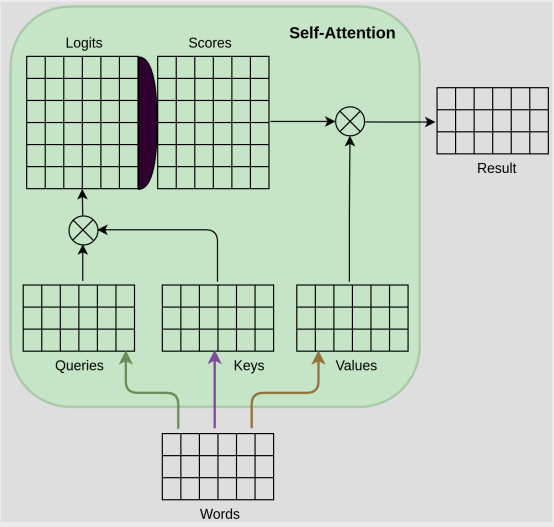 Self-Attention
Logits
Scores
Result
Queries
Keys
Values
Words